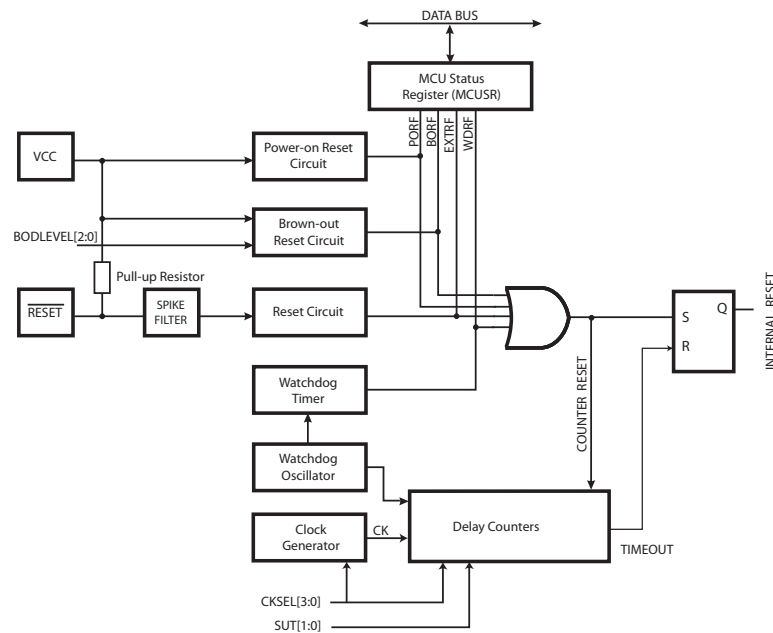 DATA BUS
MCU Status
Register (MCUSR)
PORF
BORF
EXTRF
WDRF
VCC
Power-on Reset
Circuit
Brown-out
Reset Circuit
BODLEVEL[2:0]
Pull-up Resistor
RESET
SPIKE
FILTER
Reset Circuit
S
Q
R
INTERNAL RESET
COUNTER RESET
Watchdog
Timer
Watchdog
Oscillator
Clock
Generator
CK
Delay Counters
TIMEOUT
CKSEL[3:0]
SUT[1:0]